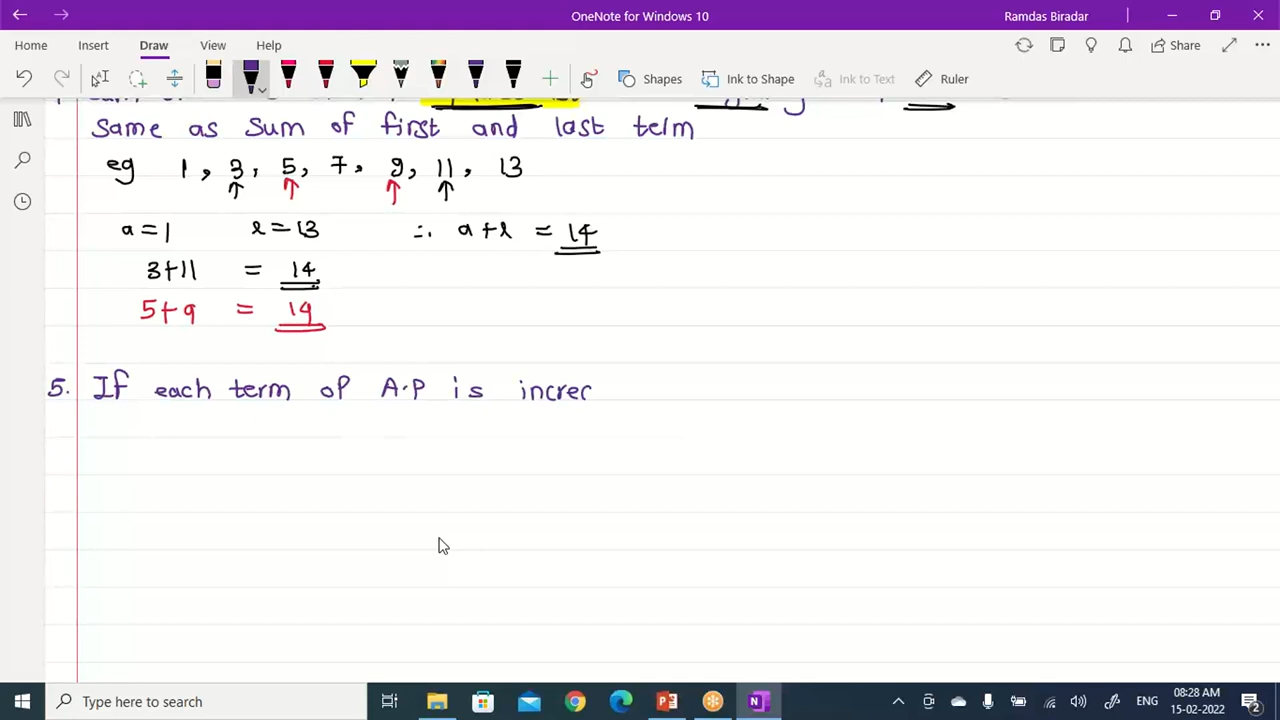 OneNote for Windows 10
Ramdas Biradar
Home Insert Draw View Help
Share
Shapes Ink to Shape Ink to Text Ruler
Same as Sum of first and last term
eg 1, 3, 5, 7, 9, 11, 13
a = 1 l = 13 ∴ a + l = 14
3+11 = 14
5+9 = 14
5. If each term of A.P is increc
Type here to search
ENG
08:28 AM
15-02-2022
2